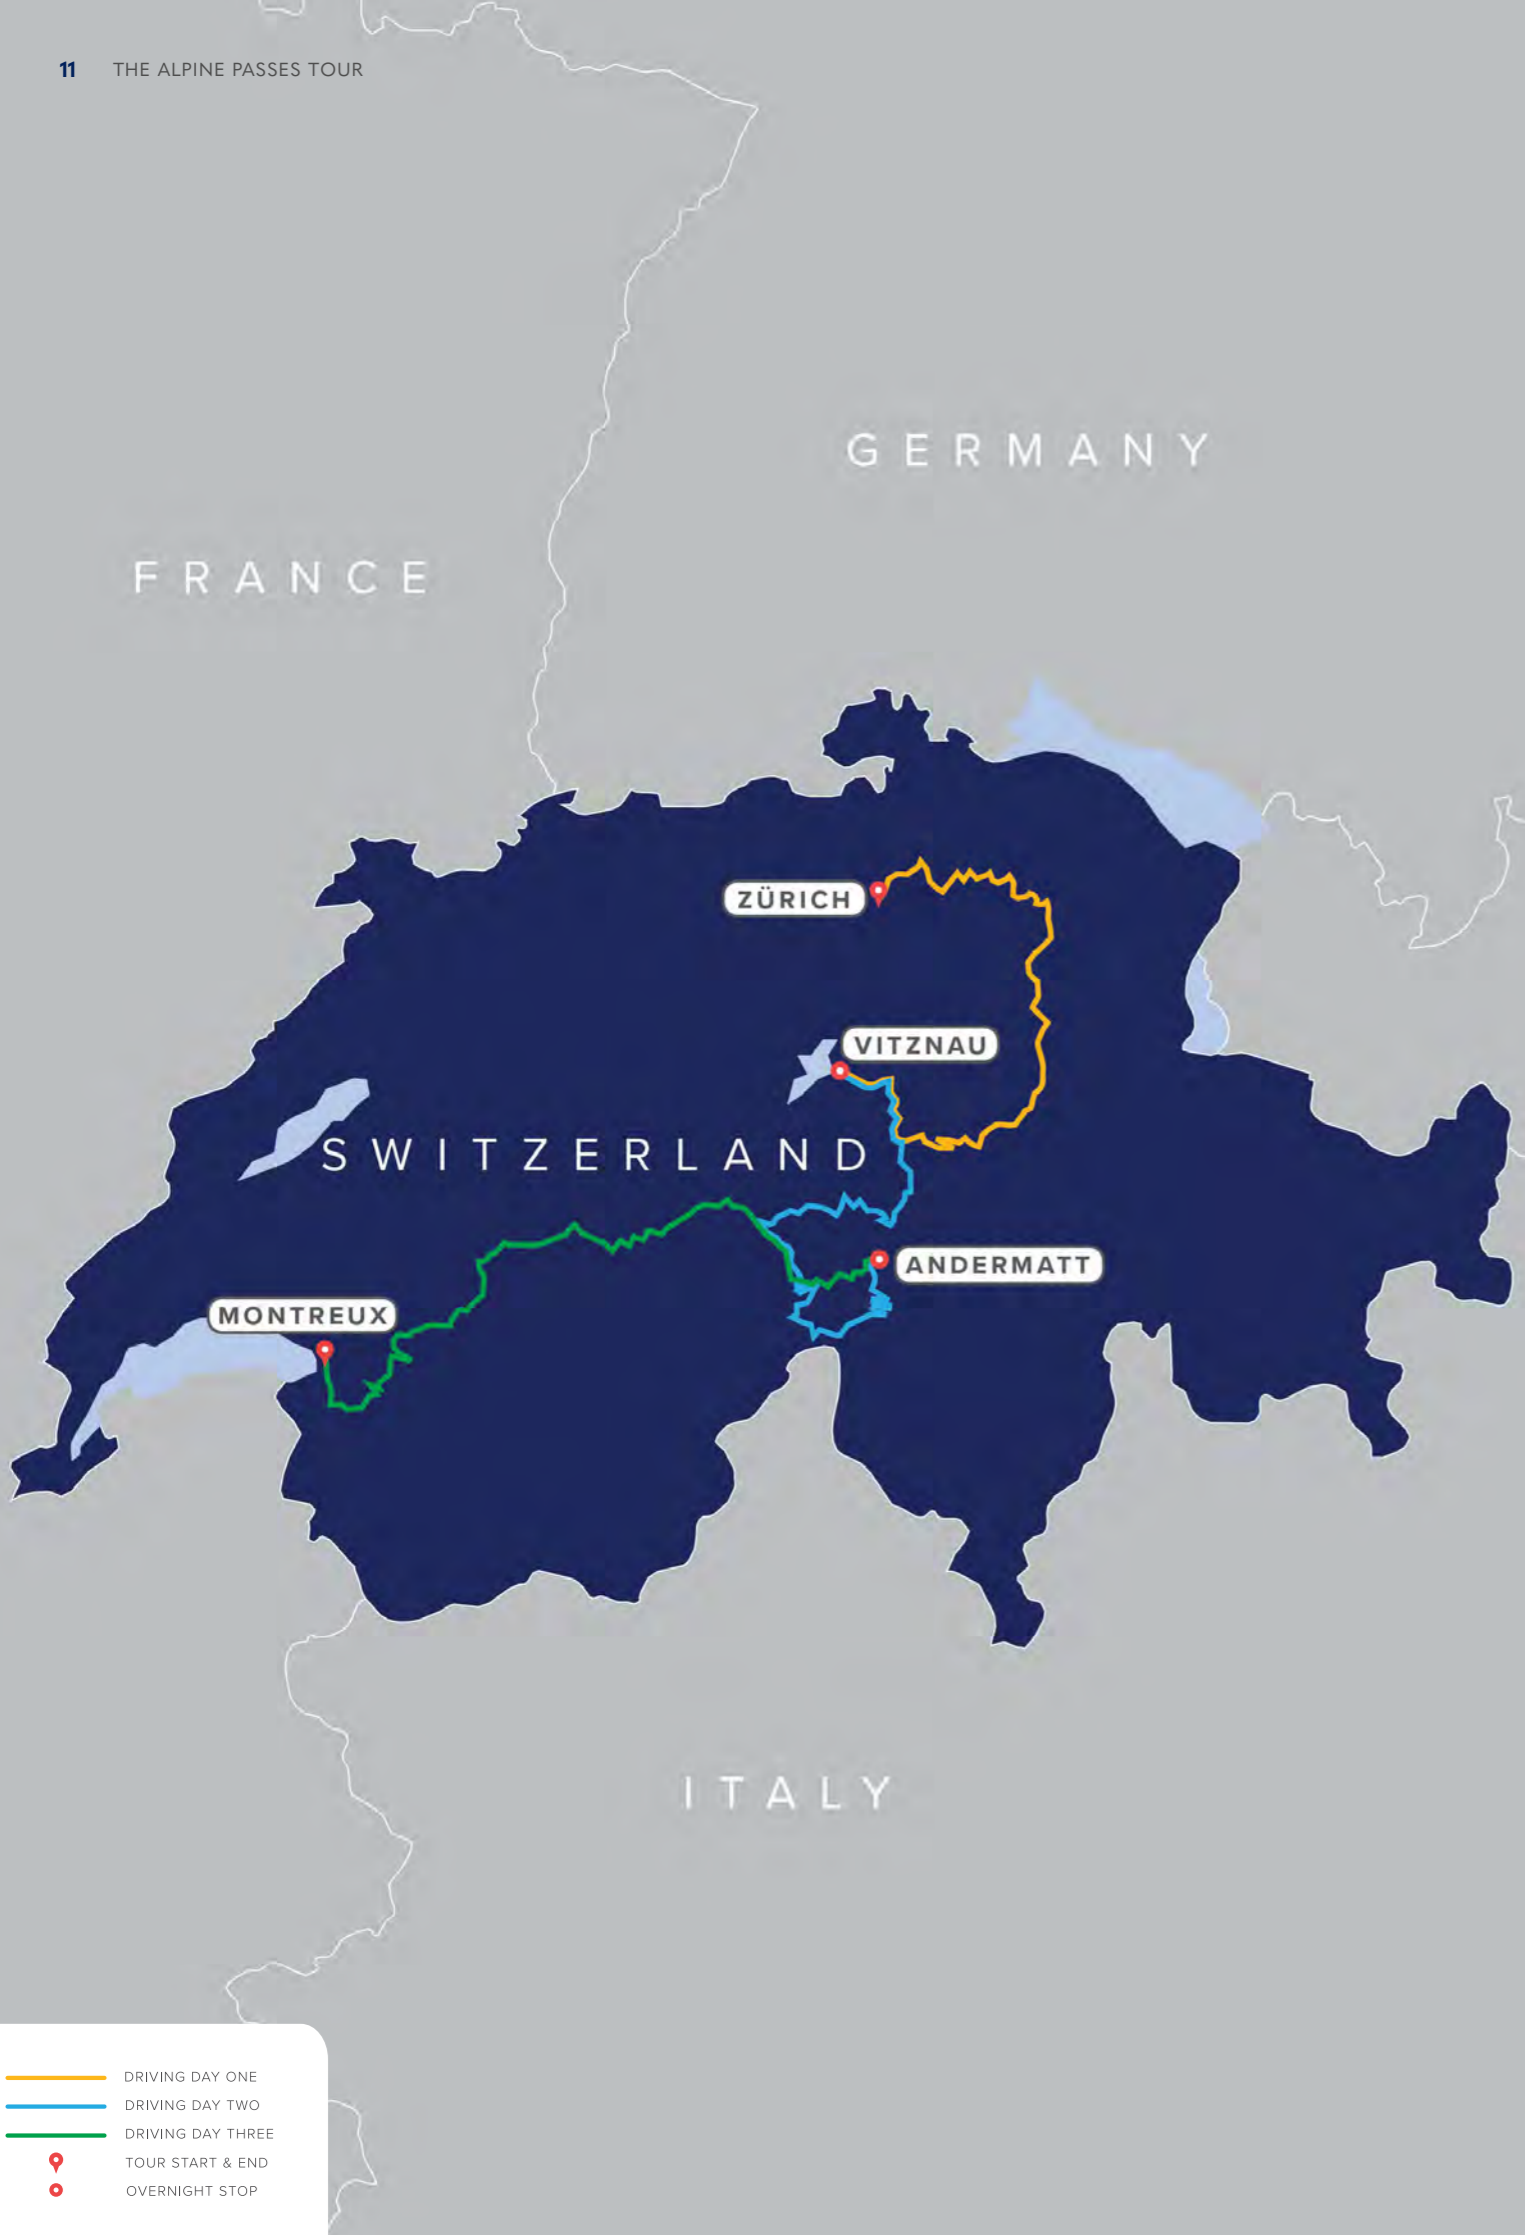 11 THE ALPINE PASSES TOUR
GERMANY
FRANCE
ZÜRICH
VITZNAU
SWITZERLAND
ANDERMATT
MONTREUX
ITALY
DRIVING DAY ONE
DRIVING DAY TWO
DRIVING DAY THREE
TOUR START & END
OVERNIGHT STOP